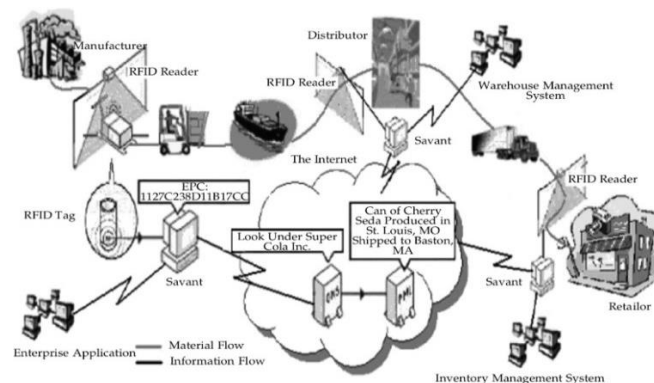 Manufacturer
RFID Reader
Distributor
RFID Reader
Warehouse Management
System
Savant
The Internet
RFID Reader
EPC:
1127C238D11B17CC
RFID Tag
Savant
Look Under Super
Cola Inc.
Can of Cherry
Seda Produced in
St. Louis, MO
Shipped to Baston,
MA
ONS
PML
Savant
Retailor
Enterprise Application
Material Flow
Information Flow
Inventory Management System